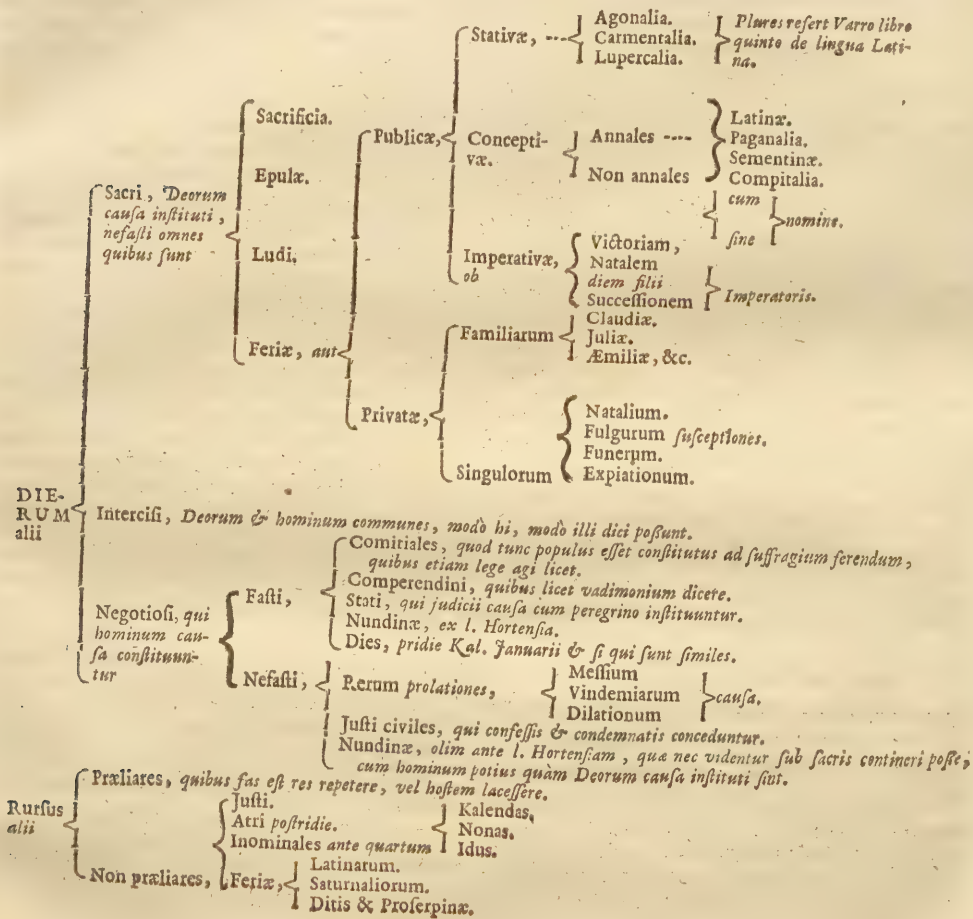 Stativæ,
Agonalia.
Carmentalia.
Lupercalia.
Plures refert Varro libro
quinto de lingua Lati-
na.
Sacrificia.
Epulæ.
Ludi.
Feriæ, aut
Publicæ,
Concepti-
væ.
Annales
Non annales
Latinæ.
Paganalia.
Sementinæ.
Compitalia.
cum
sine
nomine.
Sacri, Deorum
causa instituti,
nefasti omnes
quibus sunt
Imperativæ,
ob
Victoriam,
Natalem
diem filii
Successionem
Imperatoris.
Privatæ,
Familiarum
Claudiæ.
Juliæ.
Æmiliæ, &c.
Singulorum
Natalium.
Fulgurum susceptiones.
Funerum.
Expiationum.
DIE-
RUM
alii
Intercisi, Deorum & hominum communes, modò hi, modò illi dici possunt.
Negotiosi, qui
hominum cau-
sa constituun-
tur
Fasti,
Comitiales, quod tunc populus esset constitutus ad suffragium ferendum,
quibus etiam lege agi licet.
Comperendini, quibus licet vadimonium dicere.
Stati, qui judicii causa cum peregrino instituuntur.
Nundinæ, ex l. Hortensia.
Dies, pridie Kal. Januarii & si qui sunt similes.
Nefasti,
Rerum prolationes,
Messium
Vindemiarum
Dilationum
causa.
Justi civiles, qui confessis & condemnatis conceduntur.
Nundinæ, olim ante l. Hortensiam, quæ nec videntur sub sacris contineri posse,
cum hominum potius quàm Deorum causa instituti sint.
Rursus
alii
Præliares, quibus fas est res repetere, vel hostem lacessere.
Non præliares,
Justi.
Atri postridie.
Inominales ante quartum
Kalendas,
Nonas,
Idus.
Feriæ,
Latinarum.
Saturnaliorum.
Ditis & Proserpinæ.